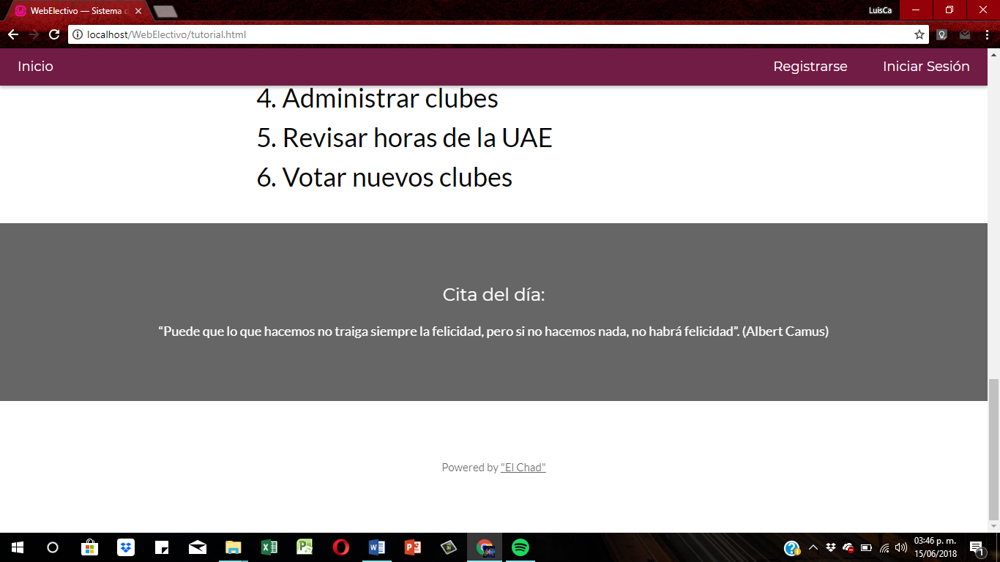 WebElectivo — Sistema d
LuisCa
localhost/WebElectivo/tutorial.html
Inicio
Registrarse
Iniciar Sesión
4. Administrar clubes
5. Revisar horas de la UAE
6. Votar nuevos clubes
Cita del día:
“Puede que lo que hacemos no traiga siempre la felicidad, pero si no hacemos nada, no habrá felicidad”. (Albert Camus)
Powered by "El Chad"
03:46 p. m.
15/06/2018
1